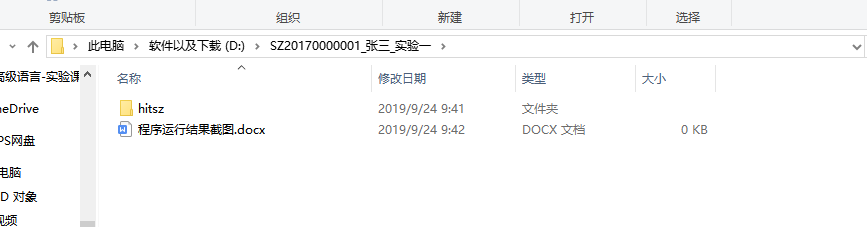 剪贴板 组织 新建 打开 选择
此电脑 软件以及下载 (D:) SZ20170000001_张三_实验一
高级语言-实验课
名称 修改日期 类型 大小
neDrive
hitsz 2019/9/24 9:41 文件夹
程序运行结果截图.docx 2019/9/24 9:42 DOCX 文档 0 KB
PS网盘
电脑
D 对象
视频